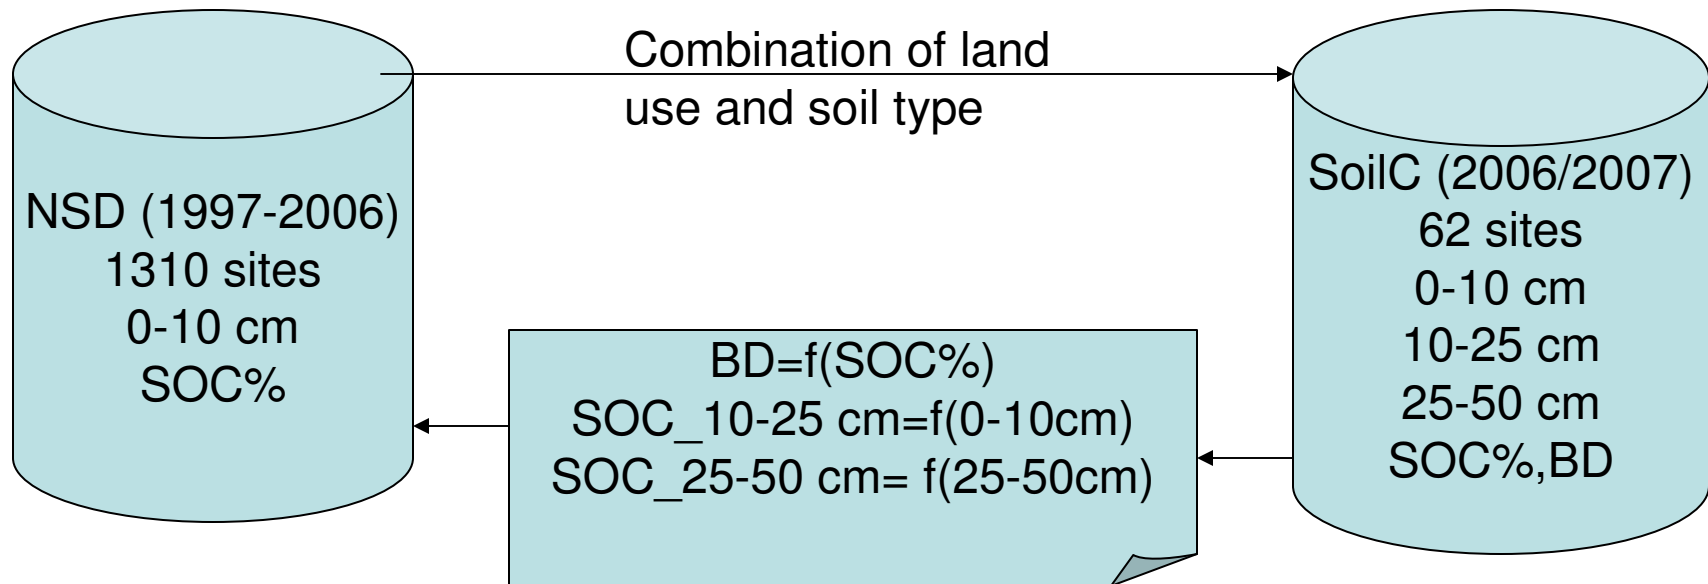 Combination of land
use and soil type
NSD (1997-2006)
1310 sites
0-10 cm
SOC%
SoilC (2006/2007)
62 sites
0-10 cm
10-25 cm
25-50 cm
SOC%,BD
BD=f(SOC%)
SOC_10-25 cm=f(0-10cm)
SOC_25-50 cm= f(25-50cm)